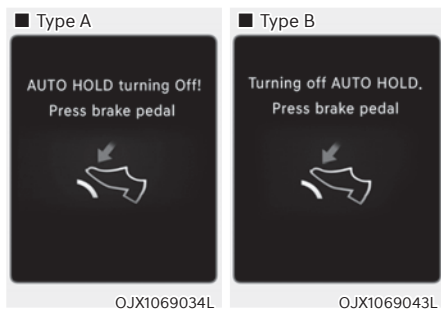 ■ Type A
AUTO HOLD turning Off!
Press brake pedal
OJX1069034L
■ Type B
Turning off AUTO HOLD.
Press brake pedal
OJX1069043L